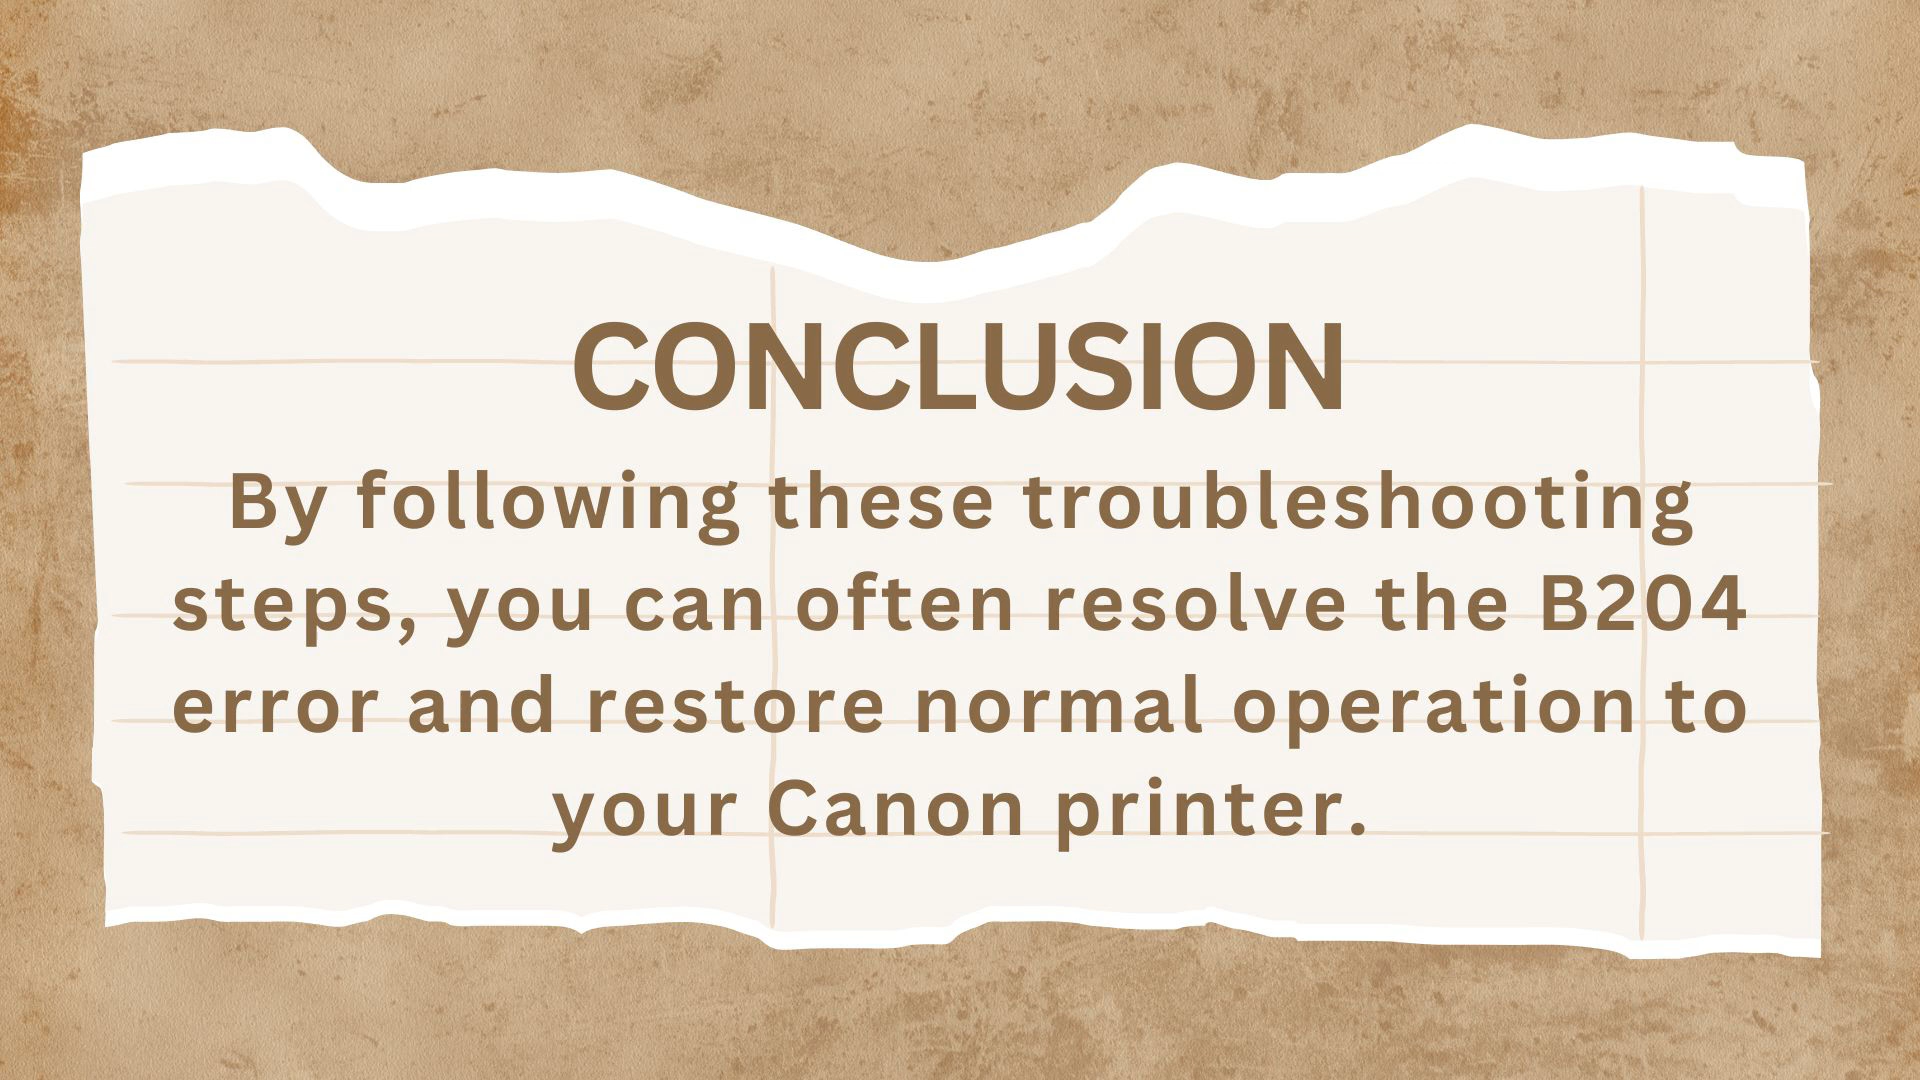 CONCLUSION
By following these troubleshooting
steps, you can often resolve the B204
error and restore normal operation to
your Canon printer.